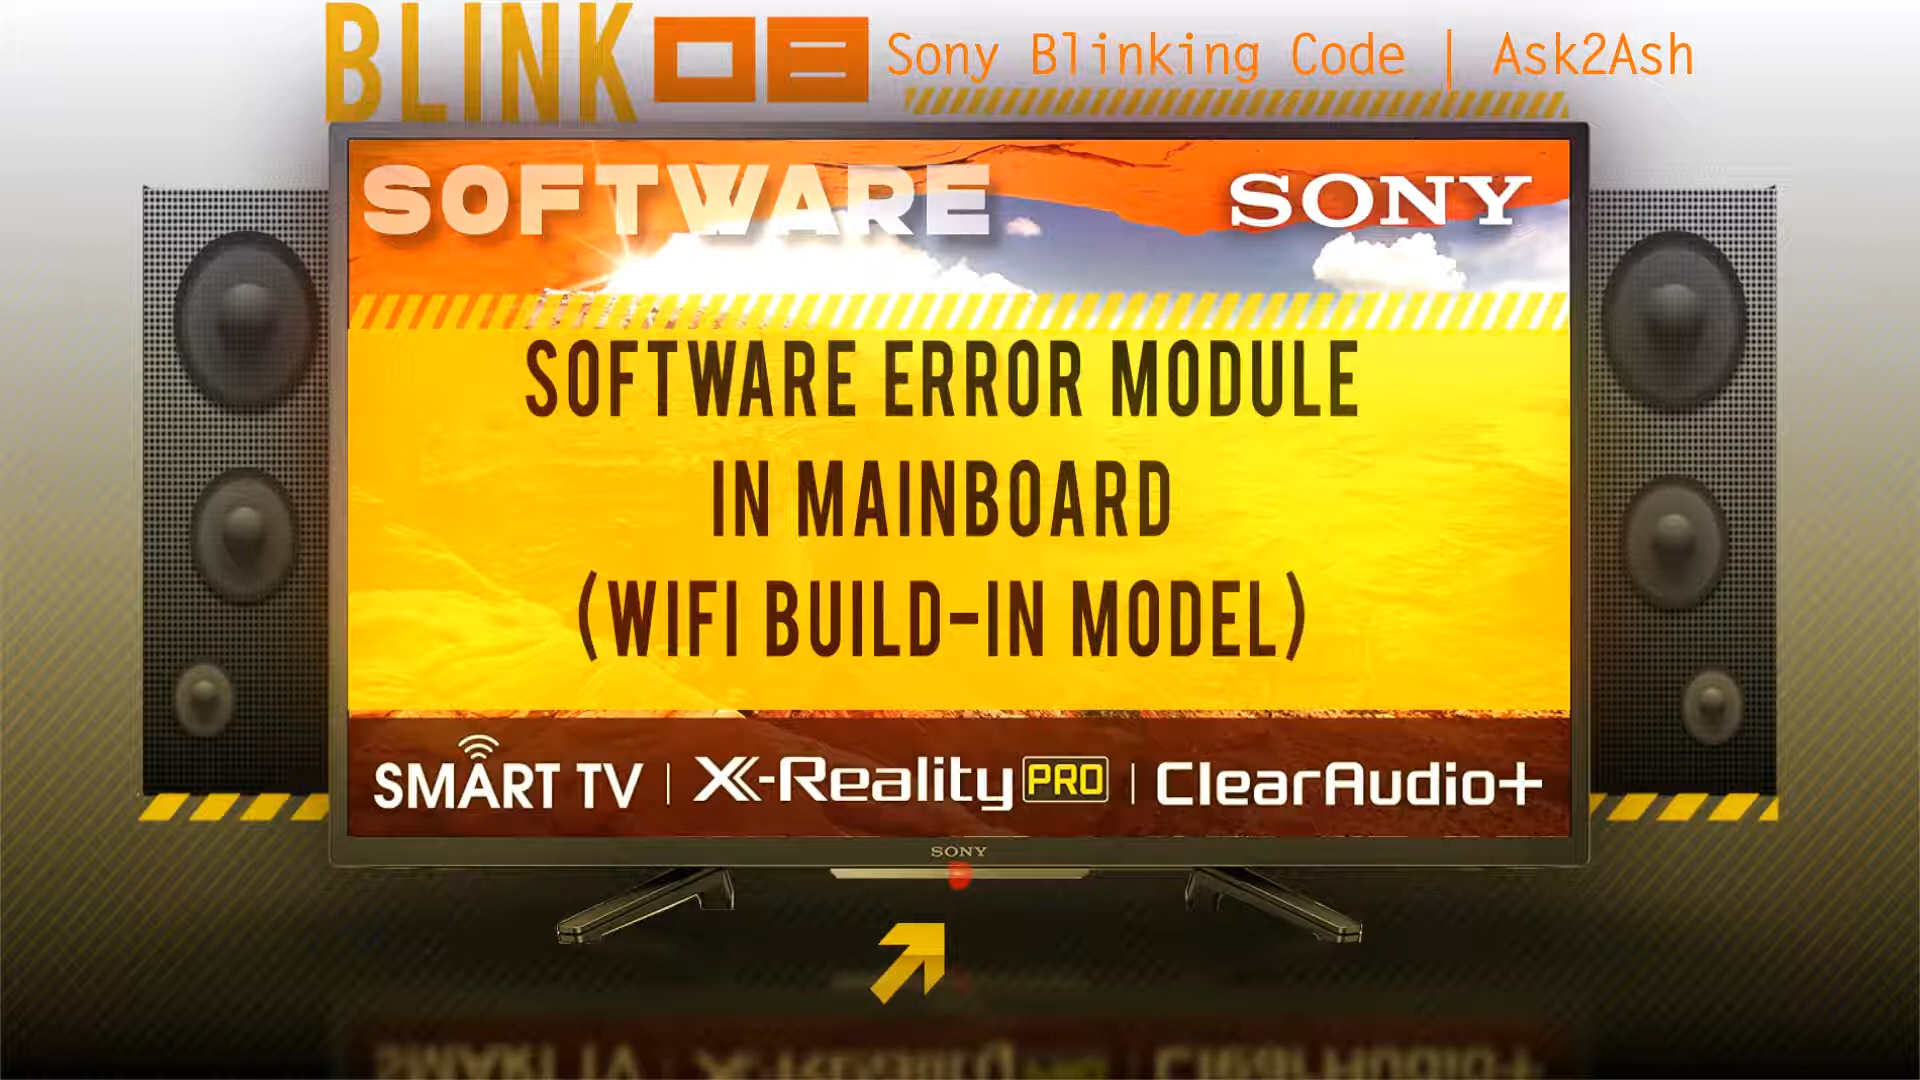 BLINK Sony Blinking Code | Ask2Ash
SOFTWARE SONY
SOFTWARE ERROR MODULE
IN MAINBOARD
(WIFI BUILD-IN MODEL)
SMART TV | X-Reality PRO | ClearAudio+
SONY